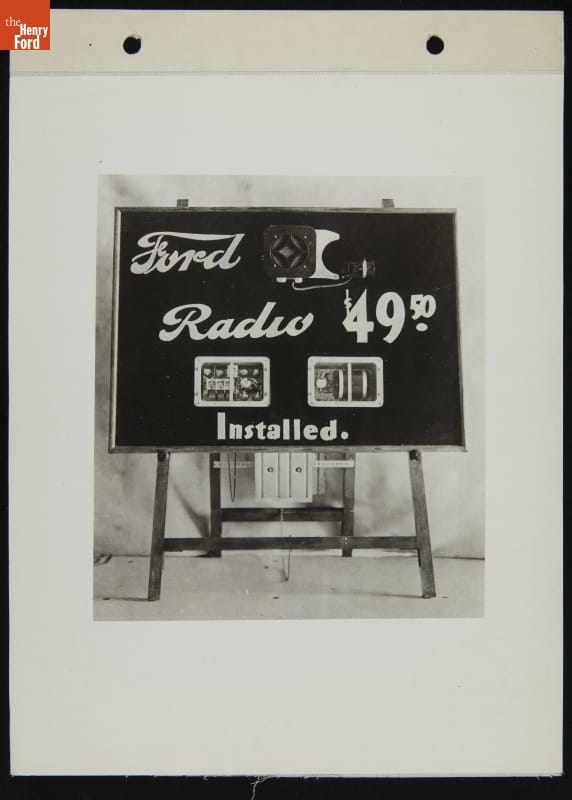 the
Henry
Ford
Ford
Radio $49.50
Installed.